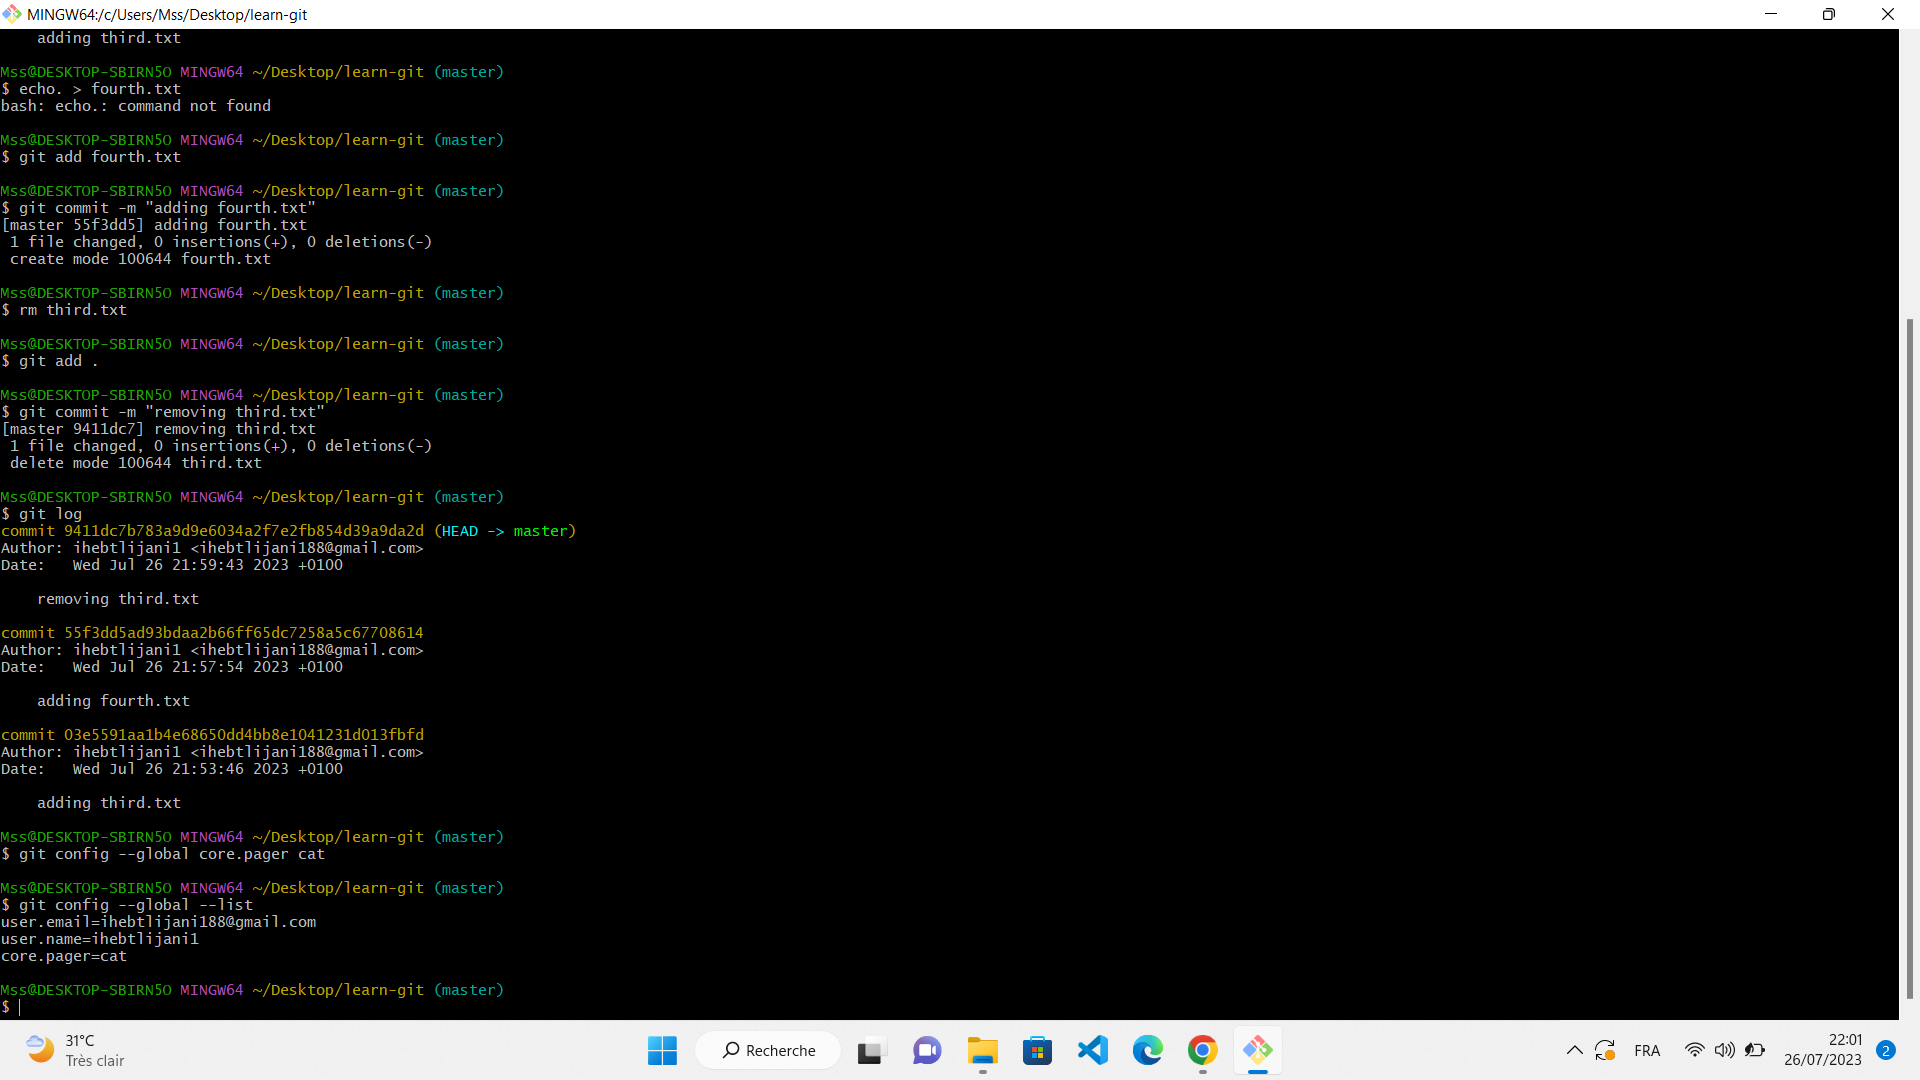 MINGW64:/c/Users/Mss/Desktop/learn-git
    adding third.txt
Mss@DESKTOP-SBIRN5O MINGW64 ~/Desktop/learn-git (master)
$ echo. > fourth.txt
bash: echo.: command not found
Mss@DESKTOP-SBIRN5O MINGW64 ~/Desktop/learn-git (master)
$ git add fourth.txt
Mss@DESKTOP-SBIRN5O MINGW64 ~/Desktop/learn-git (master)
$ git commit -m "adding fourth.txt"
[master 55f3dd5] adding fourth.txt
 1 file changed, 0 insertions(+), 0 deletions(-)
 create mode 100644 fourth.txt
Mss@DESKTOP-SBIRN5O MINGW64 ~/Desktop/learn-git (master)
$ rm third.txt
Mss@DESKTOP-SBIRN5O MINGW64 ~/Desktop/learn-git (master)
$ git add .
Mss@DESKTOP-SBIRN5O MINGW64 ~/Desktop/learn-git (master)
$ git commit -m "removing third.txt"
[master 9411dc7] removing third.txt
 1 file changed, 0 insertions(+), 0 deletions(-)
 delete mode 100644 third.txt
Mss@DESKTOP-SBIRN5O MINGW64 ~/Desktop/learn-git (master)
$ git log
commit 9411dc7b783a9d9e6034a2f7e2fb854d39a9da2d (HEAD -> master)
Author: ihebtlijani1 <ihebtlijani188@gmail.com>
Date:   Wed Jul 26 21:59:43 2023 +0100
    removing third.txt
commit 55f3dd5ad93bdaa2b66ff65dc7258a5c67708614
Author: ihebtlijani1 <ihebtlijani188@gmail.com>
Date:   Wed Jul 26 21:57:54 2023 +0100
    adding fourth.txt
commit 03e5591aa1b4e68650dd4bb8e1041231d013fbfd
Author: ihebtlijani1 <ihebtlijani188@gmail.com>
Date:   Wed Jul 26 21:53:46 2023 +0100
    adding third.txt
Mss@DESKTOP-SBIRN5O MINGW64 ~/Desktop/learn-git (master)
$ git config --global core.pager cat
Mss@DESKTOP-SBIRN5O MINGW64 ~/Desktop/learn-git (master)
$ git config --global --list
user.email=ihebtlijani188@gmail.com
user.name=ihebtlijani1
core.pager=cat
Mss@DESKTOP-SBIRN5O MINGW64 ~/Desktop/learn-git (master)
$
31°C
Très clair
Recherche
FRA
22:01
26/07/2023
2